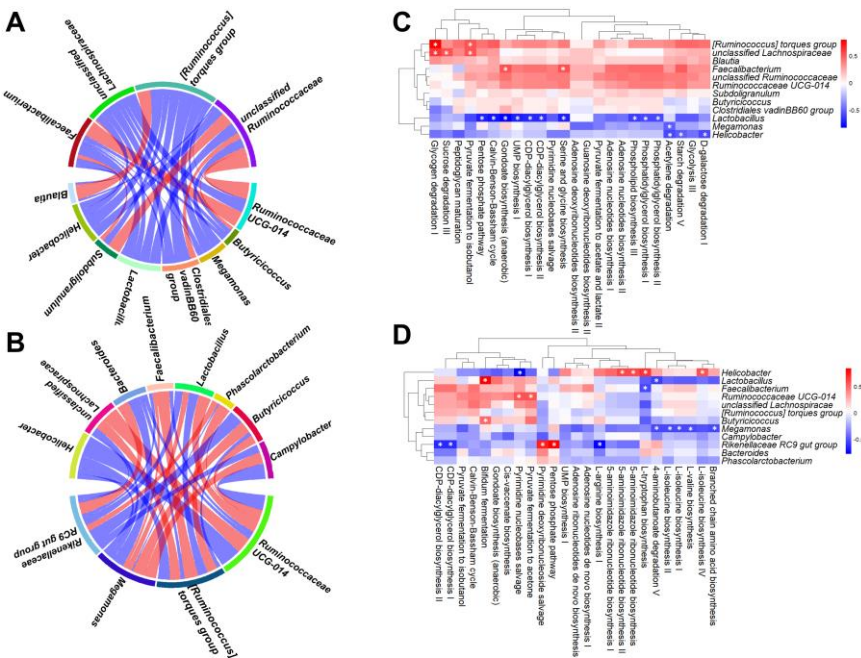 A
unclassified
Lachnospiraceae
[Ruminococcus]
torques group
unclassified
Ruminococcaceae
Faecalibacterium
Blautia
Helicobacter
Subdoligranulum
Lactobacillu
Clostridiales
vadinBB60
group
Megamonas
Butyricicoccus
Ruminococcaceae
UCG-014
B
Helicobacter
unclassified
Lachnospiraceae
Bacteroides
Faecalibacterium
Lactobacillus
Phascolarctobacterium
Butyricicoccus
Campylobacter
Rikenellaceae
RC9 gut group
Megamonas
[Ruminococcus]
torques group
Ruminococcaceae
UCG-014
C
[Ruminococcus] torques group
unclassified Lachnospiraceae
Blautia
Faecalibacterium
unclassified Ruminococcaceae
Ruminococcaceae UCG-014
Subdoligranulum
Butyricicoccus
Clostridiales vadinBB60 group
Lactobacillus
Megamonas
Helicobacter
0.5
0
-0.5
Glycogen degradation I
Sucrose degradation III
Peptidoglycan maturation
Pyruvate fermentation to isobutanol
Pentose phosphate pathway
Calvin-Benson-Bassham cycle
Gondoate biosynthesis (anaerobic)
UMP biosynthesis I
CDP-diacylglycerol biosynthesis I
CDP-diacylglycerol biosynthesis II
Pyrimidine nucleobases salvage
Serine and glycine biosynthesis
Adenosine deoxyribonucleotides biosynthesis II
Guanosine deoxyribonucleotides biosynthesis II
Pyruvate fermentation to acetate and lactate II
Adenosine nucleotides biosynthesis I
Adenosine nucleotides biosynthesis II
Phospholipid biosynthesis III
Phosphatidylglycerol biosynthesis I
Phosphatidylglycerol biosynthesis II
Acetylene degradation
Starch degradation V
Glycolysis III
D-galactose degradation I
D
Helicobacter
Lactobacillus
Faecalibacterium
Ruminococcaceae UCG-014
unclassified Lachnospiracae
[Ruminococcus] torques group
Butyricicoccus
Megamonas
Campylobacter
Rikenellaceae RC9 gut group
Bacteroides
Phascolarctobacterium
0.5
0
-0.5
CDP-diacylglycerol biosynthesis II
CDP-diacylglycerol biosynthesis I
Pyruvate fermentation to isobutanol
Calvin-Benson-Bassham cycle
Bifidum fermentation
Gondoate biosynthesis (anaerobic)
Cis-vaccenate biosynthesis
Pyrimidine nucleobases salvage
Pyruvate fermentation to acetone
Pyrimidine deoxyribonucleoside salvage
Pentose phosphate pathway
UMP biosynthesis I
Adenosine ribonucleotides de novo biosynthesis
Adenosine nucleotides de novo biosynthesis I
L-arginine biosynthesis I
5-aminoimidazole ribonucleotide biosynthesis I
5-aminoimidazole ribonucleotide biosynthesis II
5-aminoimidazole ribonucleotide biosynthesis
L-tryptophan biosynthesis
4-aminobutanoate degradation V
L-isoleucine biosynthesis II
L-isoleucine biosynthesis I
L-valine biosynthesis
L-isoleucine biosynthesis IV
Branched chain amino acid biosynthesis